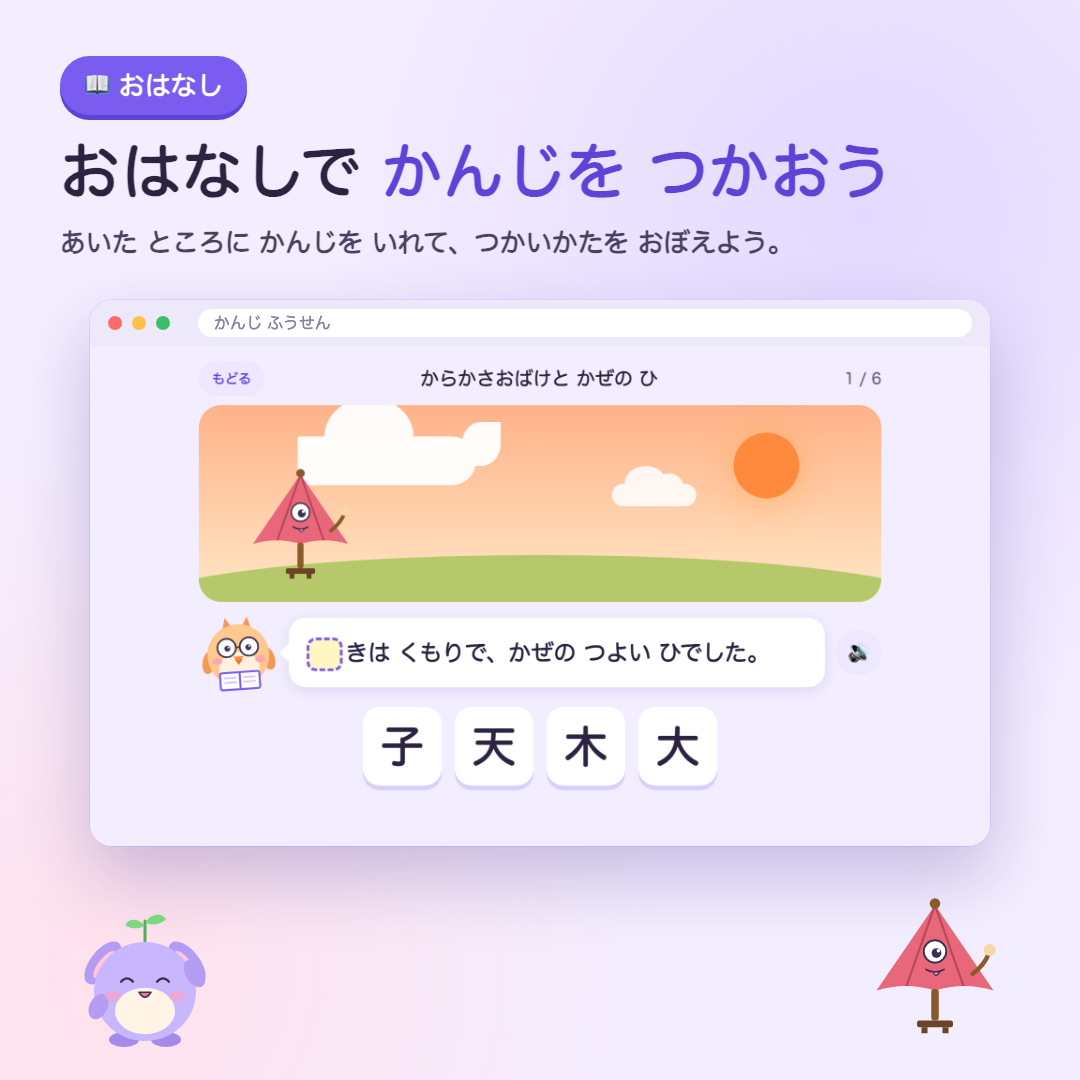 おはなし
おはなしで かんじを つかおう
あいた ところに かんじを いれて、つかいかたを おぼえよう。
かんじ ふうせん
もどる
からかさおばけと かぜの ひ
1 / 6
きは くもりで、かぜの つよい ひでした。
子 天 木 大